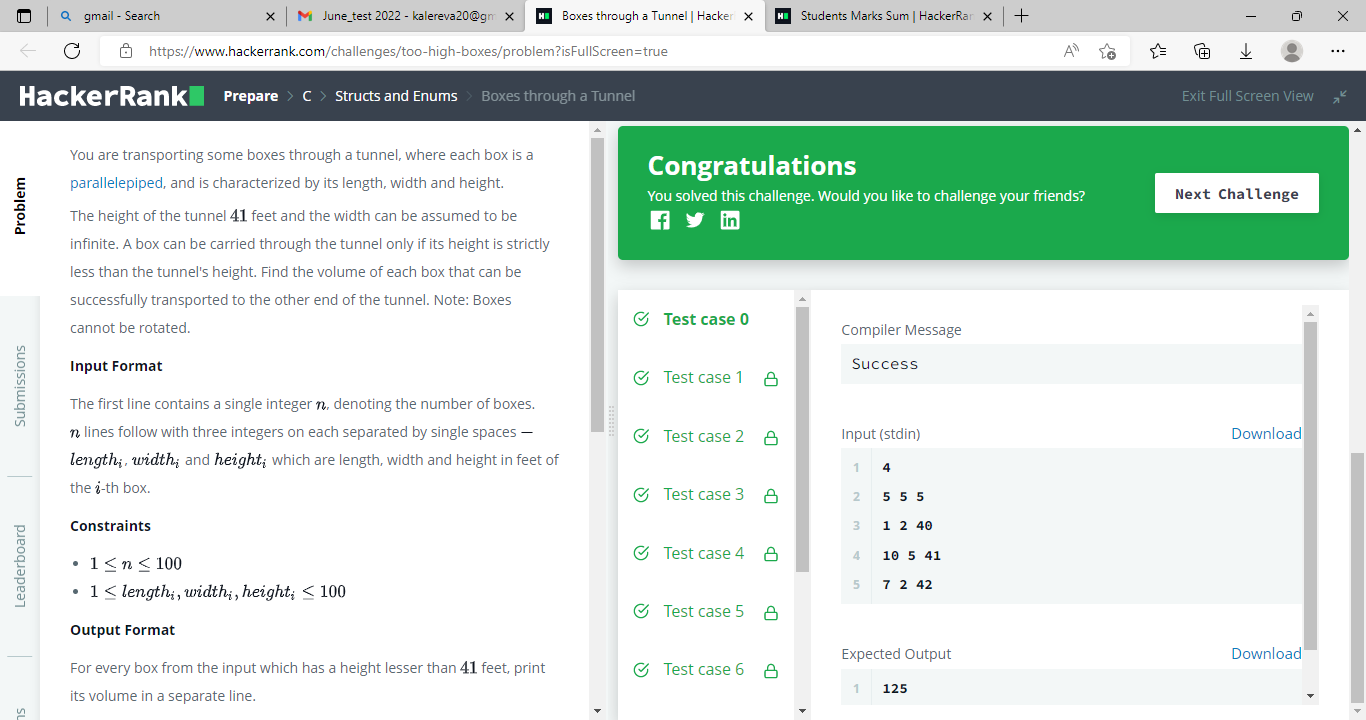 gmail - Search
June_test 2022 - kalereva20@gm
Boxes through a Tunnel | Hacker
Students Marks Sum | HackerRan
https://www.hackerrank.com/challenges/too-high-boxes/problem?isFullScreen=true
HackerRank
Prepare > C > Structs and Enums > Boxes through a Tunnel
Exit Full Screen View
Problem
Submissions
Leaderboard
You are transporting some boxes through a tunnel, where each box is a
parallelepiped, and is characterized by its length, width and height.
The height of the tunnel 41 feet and the width can be assumed to be
infinite. A box can be carried through the tunnel only if its height is strictly
less than the tunnel's height. Find the volume of each box that can be
successfully transported to the other end of the tunnel. Note: Boxes
cannot be rotated.
Input Format
The first line contains a single integer n, denoting the number of boxes.
n lines follow with three integers on each separated by single spaces –
lengthᵢ, widthᵢ and heightᵢ which are length, width and height in feet of
the i-th box.
Constraints
• 1 ≤ n ≤ 100
• 1 ≤ lengthᵢ, widthᵢ, heightᵢ ≤ 100
Output Format
For every box from the input which has a height lesser than 41 feet, print
its volume in a separate line.
Congratulations
You solved this challenge. Would you like to challenge your friends?
Next Challenge
Test case 0
Test case 1
Test case 2
Test case 3
Test case 4
Test case 5
Test case 6
Compiler Message
Success
Input (stdin)
Download
1 4
2 5 5 5
3 1 2 40
4 10 5 41
5 7 2 42
Expected Output
Download
1 125